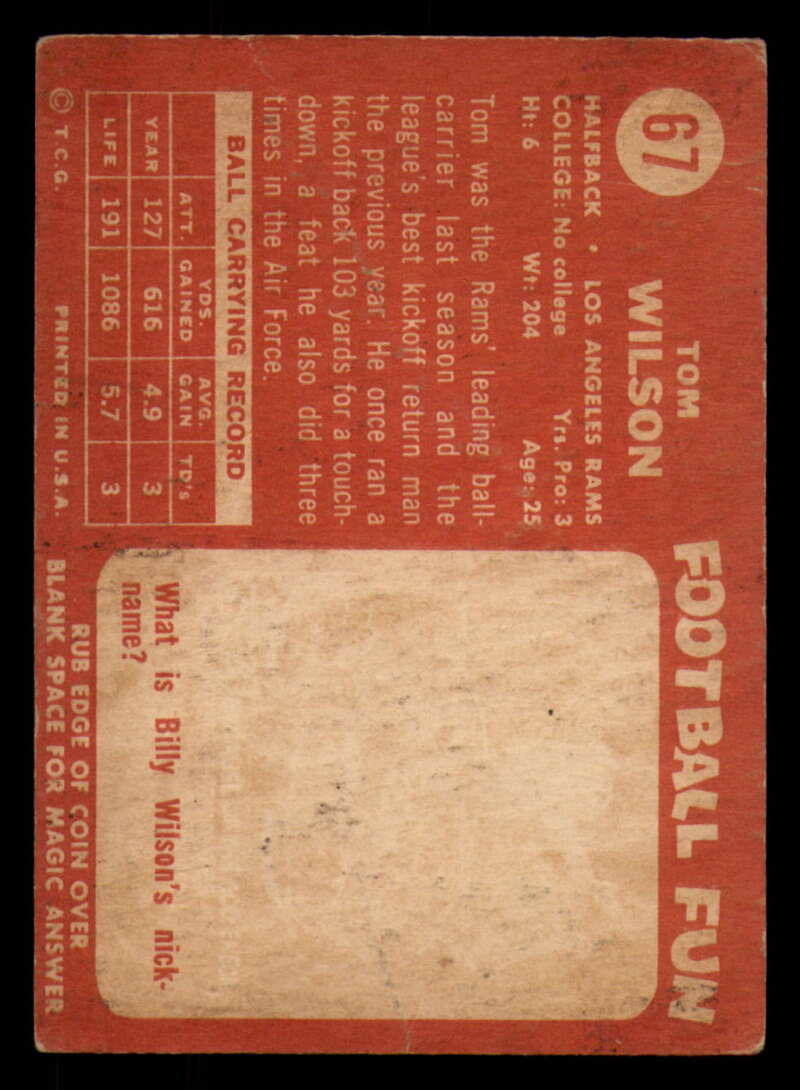 67
TOM
WILSON
HALFBACK • LOS ANGELES RAMS
COLLEGE: No college Yrs. Pro: 3
Ht: 6 Wt: 204 Age: 25
Tom was the Rams' leading ball-
carrier last season and the
league's best kickoff return man
the previous year. He once ran a
kickoff back 103 yards for a touch-
down, a feat he also did three
times in the Air Force.
BALL CARRYING RECORD
ATT. YDS. GAINED AVG. GAIN TD's
YEAR 127 616 4.9 3
LIFE 191 1086 5.7 3
© T.C.G. PRINTED IN U.S.A.
FOOTBALL FUN
What is Billy Wilson's nick-
name?
RUB EDGE OF COIN OVER
BLANK SPACE FOR MAGIC ANSWER